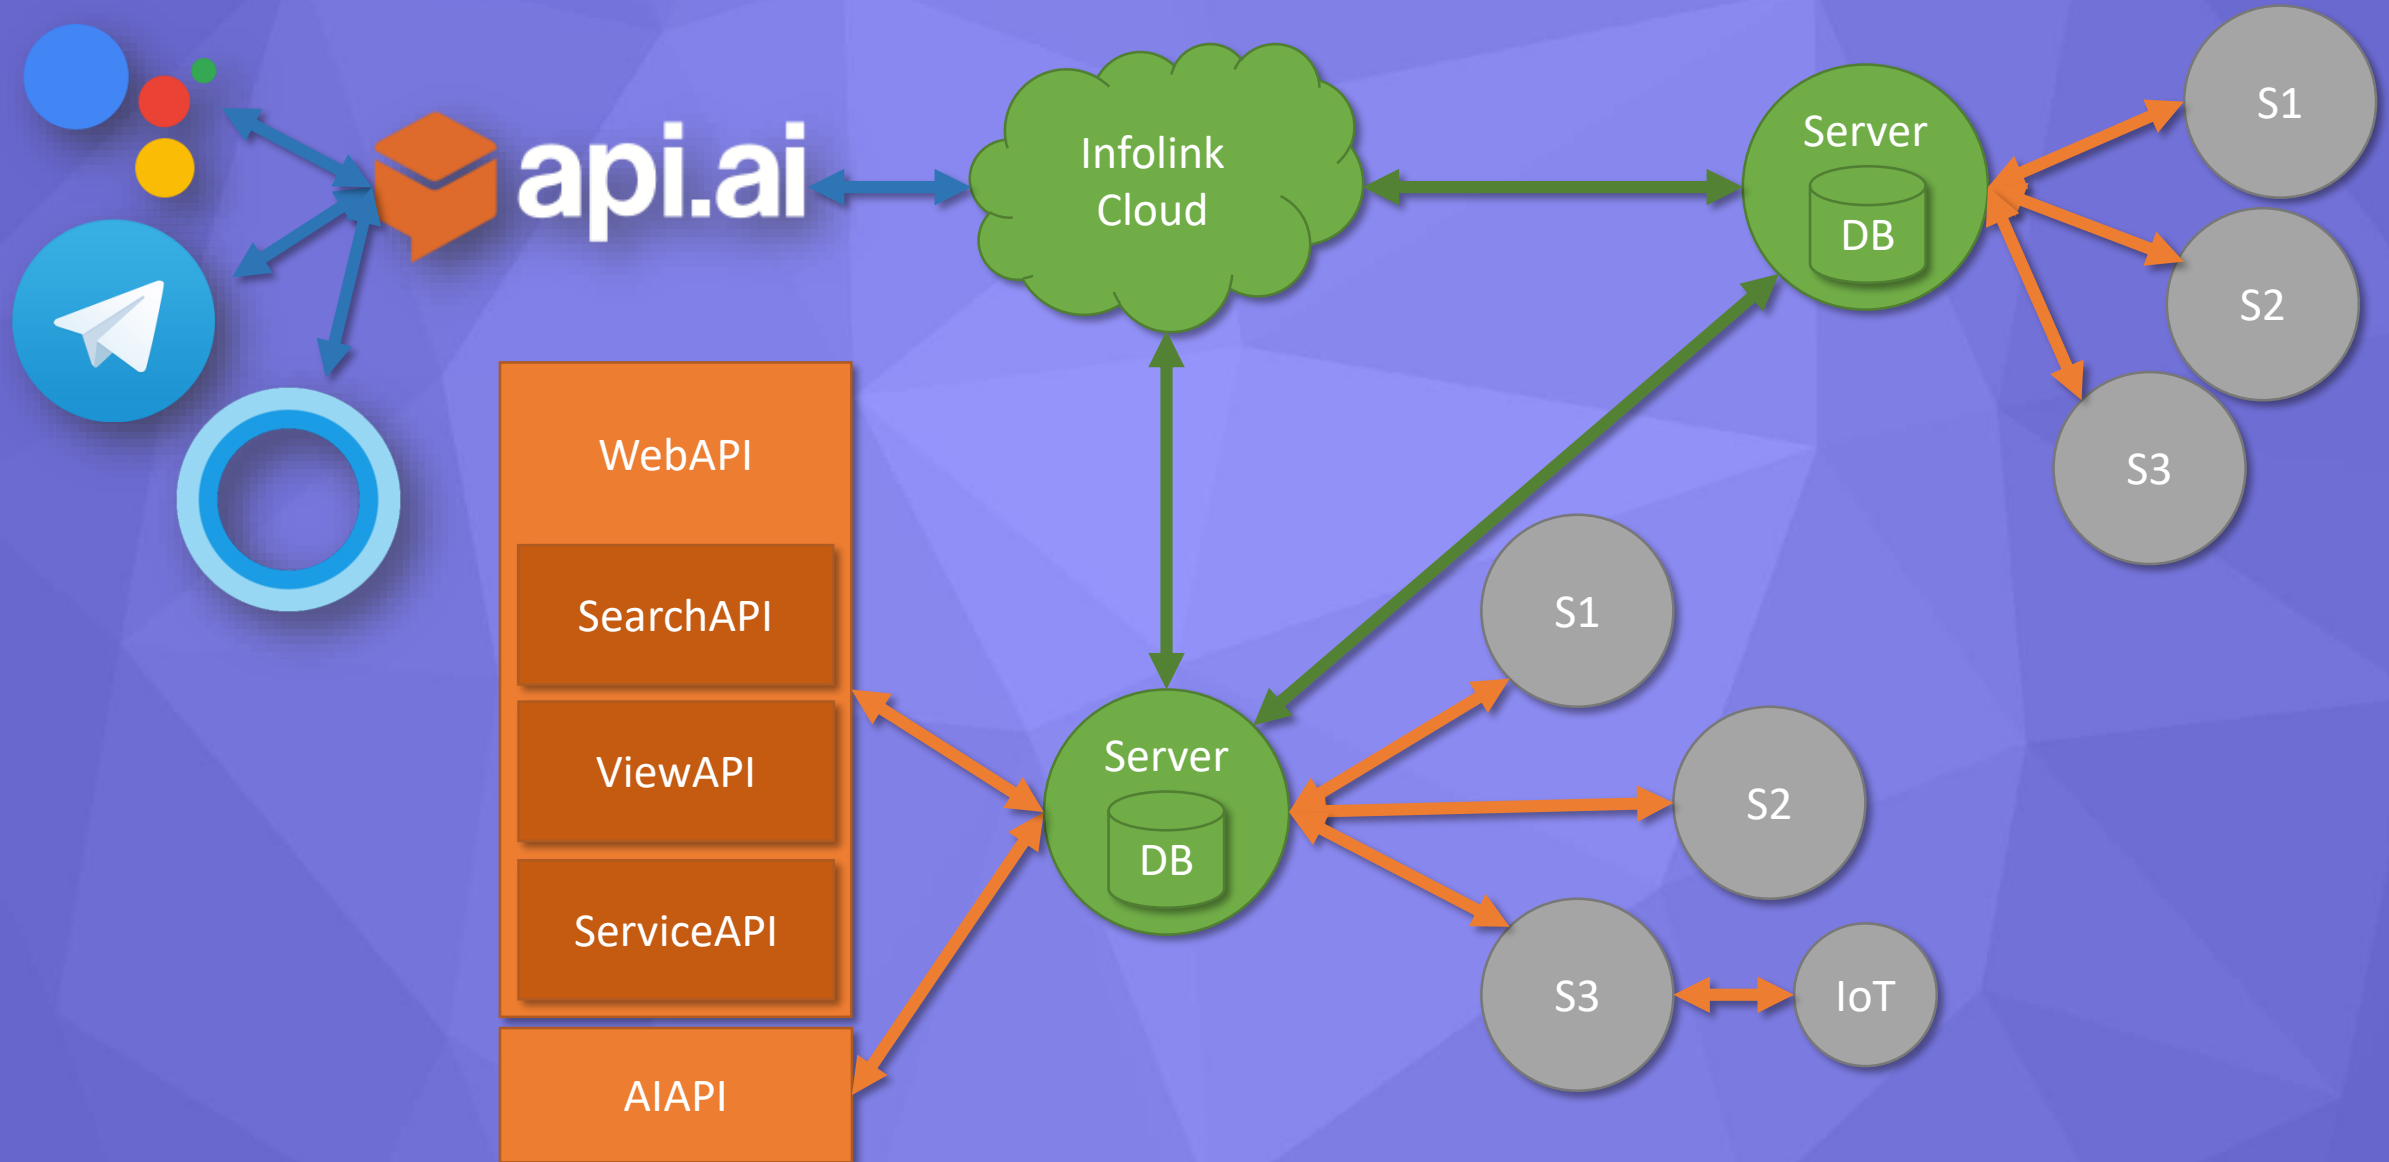 api.ai
Infolink
Cloud
Server
DB
S1
S2
S3
WebAPI
SearchAPI
ViewAPI
ServiceAPI
AIAPI
Server
DB
S1
S2
S3
IoT